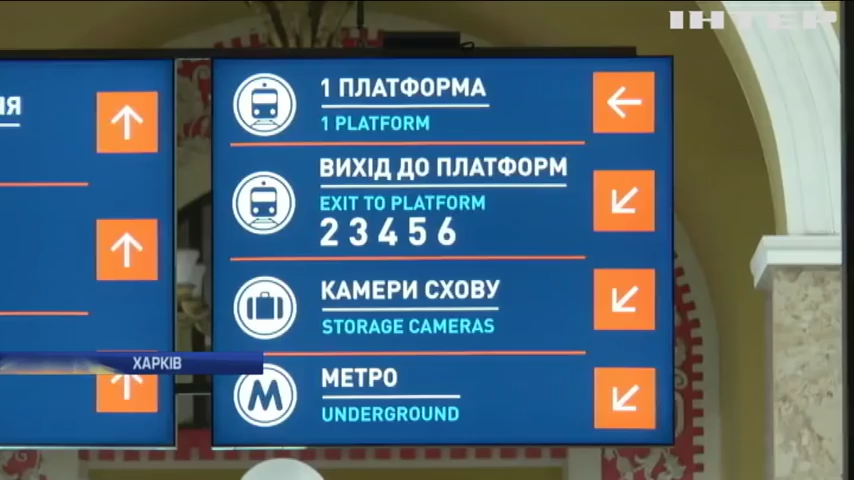 ІНТЕР
1 ПЛАТФОРМА
1 PLATFORM
ВИХІД ДО ПЛАТФОРМ
EXIT TO PLATFORM
2 3 4 5 6
КАМЕРИ СХОВУ
STORAGE CAMERAS
М МЕТРО
UNDERGROUND
ХАРКІВ